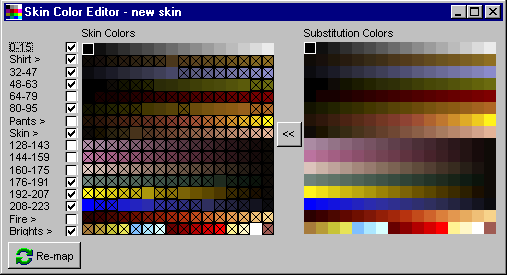 Skin Color Editor - new skin
Skin Colors
Substitution Colors
0-15
Shirt >
32-47
48-63
64-79
80-95
Pants >
Skin >
128-143
144-159
160-175
176-191
192-207
208-223
Fire >
Brights >
<<
Re-map